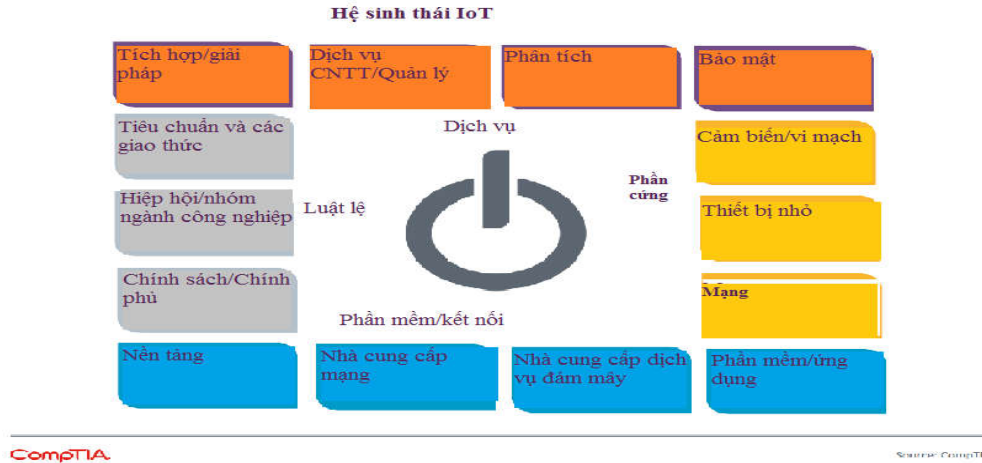 Hệ sinh thái IoT
Tích hợp/giải
pháp
Dịch vụ
CNTT/Quản lý
Phân tích
Bảo mật
Tiêu chuẩn và các
giao thức
Dịch vụ
Cảm biến/vi mạch
Hiệp hội/nhóm
ngành công nghiệp
Luật lệ
Phần
cứng
Thiết bị nhỏ
Chính sách/Chính
phủ
Mạng
Phần mềm/kết nối
Nền tảng
Nhà cung cấp
mạng
Nhà cung cấp dịch
vụ đám mây
Phần mềm/ứng
dụng
CompTIA.
Source: CompTI